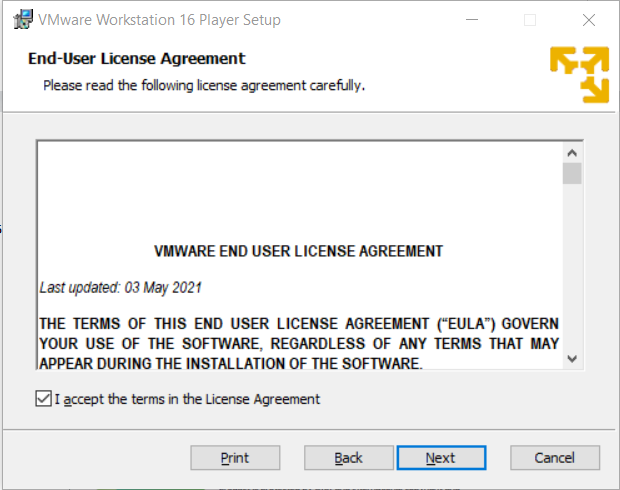 VMware Workstation 16 Player Setup
End-User License Agreement
Please read the following license agreement carefully.
VMWARE END USER LICENSE AGREEMENT
Last updated: 03 May 2021
THE TERMS OF THIS END USER LICENSE AGREEMENT (“EULA”) GOVERN
YOUR USE OF THE SOFTWARE, REGARDLESS OF ANY TERMS THAT MAY
APPEAR DURING THE INSTALLATION OF THE SOFTWARE.
I accept the terms in the License Agreement
Print Back Next Cancel